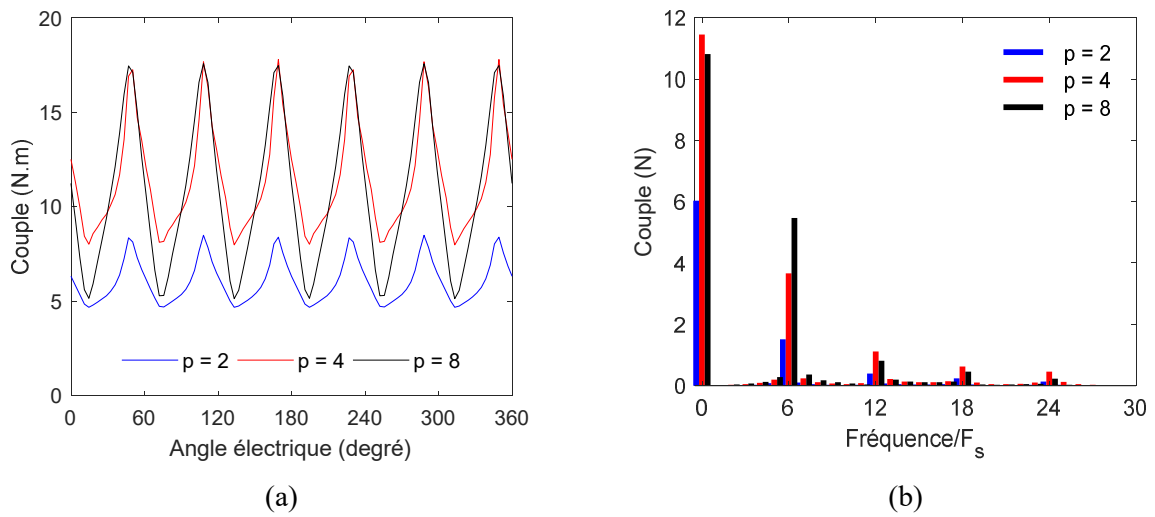 20
15
10
5
0
Couple (N.m)
p = 2 p = 4 p = 8
0 60 120 180 240 300 360
Angle électrique (degré)
(a)
12
10
8
6
4
2
0
Couple (N)
p = 2
p = 4
p = 8
0 6 12 18 24 30
Fréquence/Fs
(b)